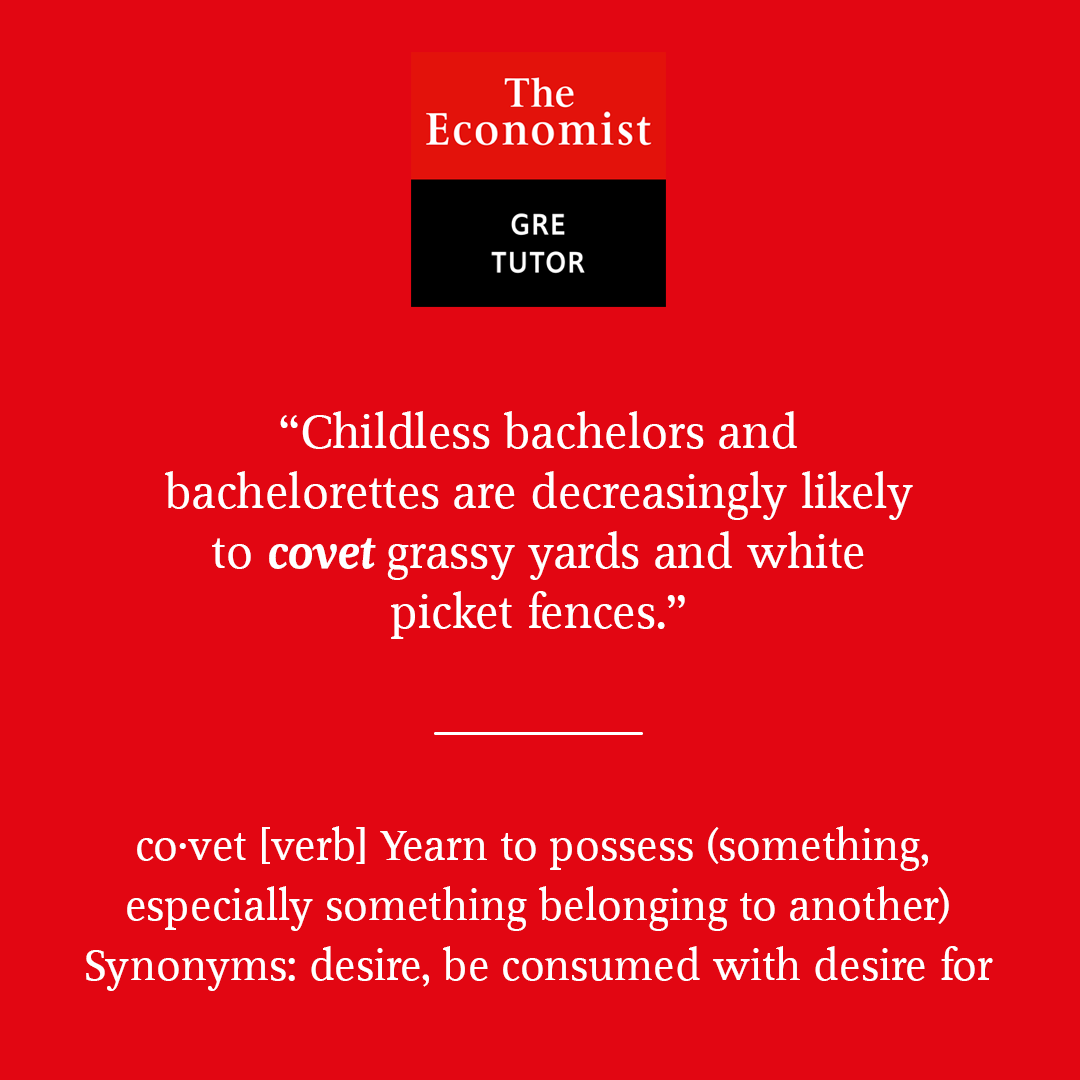 The
Economist
GRE
TUTOR
“Childless bachelors and
bachelorettes are decreasingly likely
to covet grassy yards and white
picket fences.”
co·vet [verb] Yearn to possess (something,
especially something belonging to another)
Synonyms: desire, be consumed with desire for